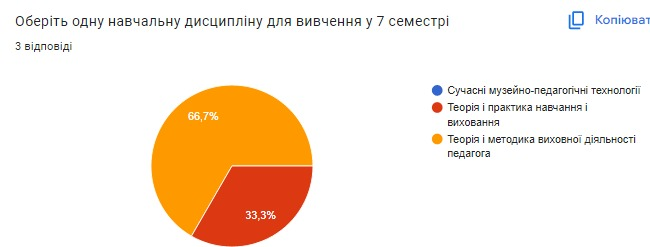 Оберіть одну навчальну дисципліну для вивчення у 7 семестрі
Копіюват
3 відповіді
66,7%
33,3%
Сучасні музейно-педагогічні технології
Теорія і практика навчання і
виховання
Теорія і методика виховної діяльності
педагога